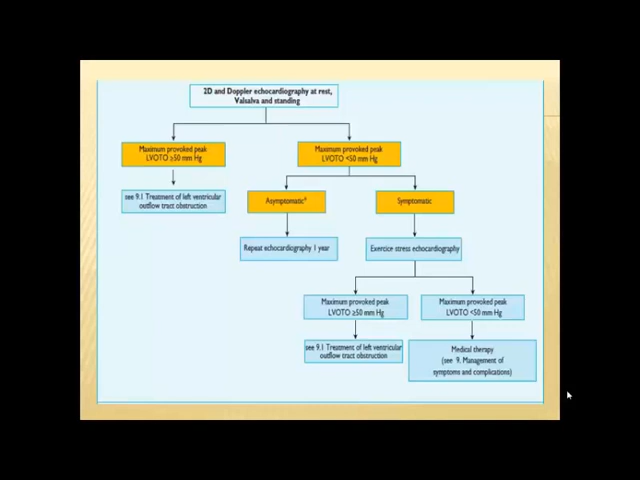 2D and Doppler echocardiography at rest,
Valsalva and standing
Maximum provoked peak
LVOTO ≥50 mm Hg
Maximum provoked peak
LVOTO <50 mm Hg
see 9.1 Treatment of left ventricular
outflow tract obstruction
Asymptomatic
Symptomatic
Repeat echocardiography 1 year
Exercice stress echocardiography
Maximum provoked peak
LVOTO ≥50 mm Hg
Maximum provoked peak
LVOTO <50 mm Hg
see 9.1 Treatment of left ventricular
outflow tract obstruction
Medical therapy
(see 9. Management of
symptoms and complications)